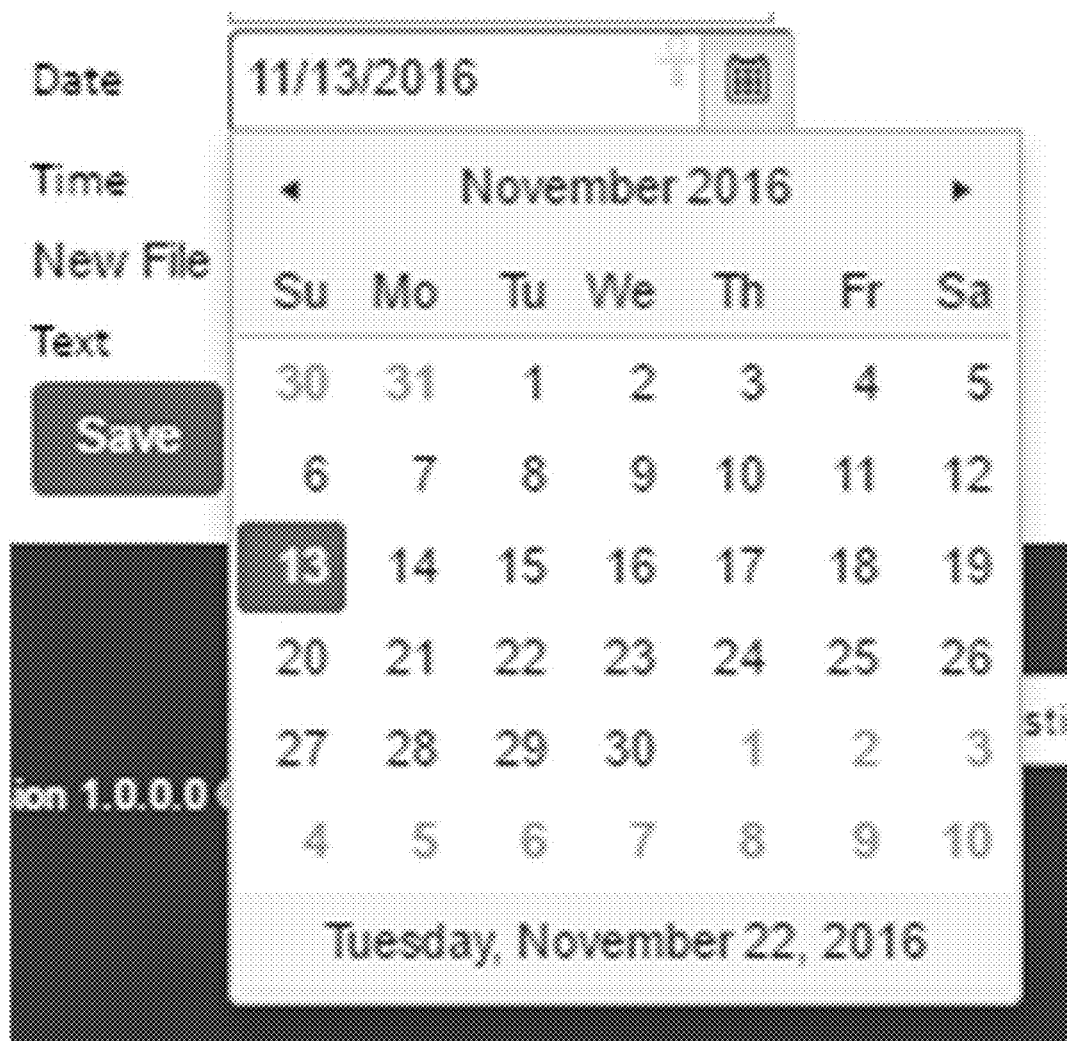 Date 11/13/2016
Time
November 2016
New File
Su Mo Tu We Th Fr Sa
Text
30 31 1 2 3 4 5
Save
6 7 8 9 10 11 12
13 14 15 16 17 18 19
20 21 22 23 24 25 26
27 28 29 30 1 2 3
sti
ion 1.0.0.0
4 5 6 7 8 9 10
Tuesday, November 22, 2016